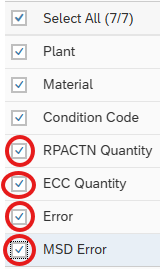 Select All (7/7)
Plant
Material
Condition Code
RPACTN Quantity
ECC Quantity
Error
MSD Error